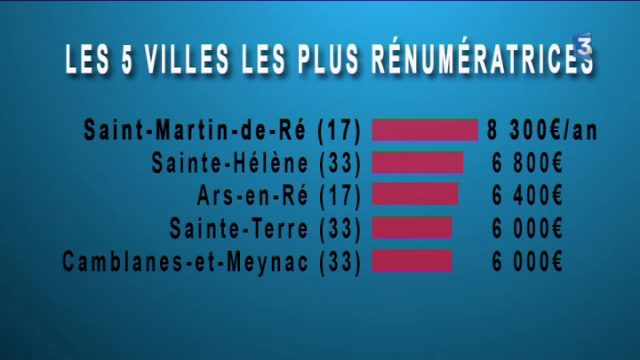 LES 5 VILLES LES PLUS RÉNUMÉRATRICES
3
Saint-Martin-de-Ré (17) 8 300€/an
Sainte-Hélène (33) 6 800€
Ars-en-Ré (17) 6 400€
Sainte-Terre (33) 6 000€
Camblanes-et-Meynac (33) 6 000€